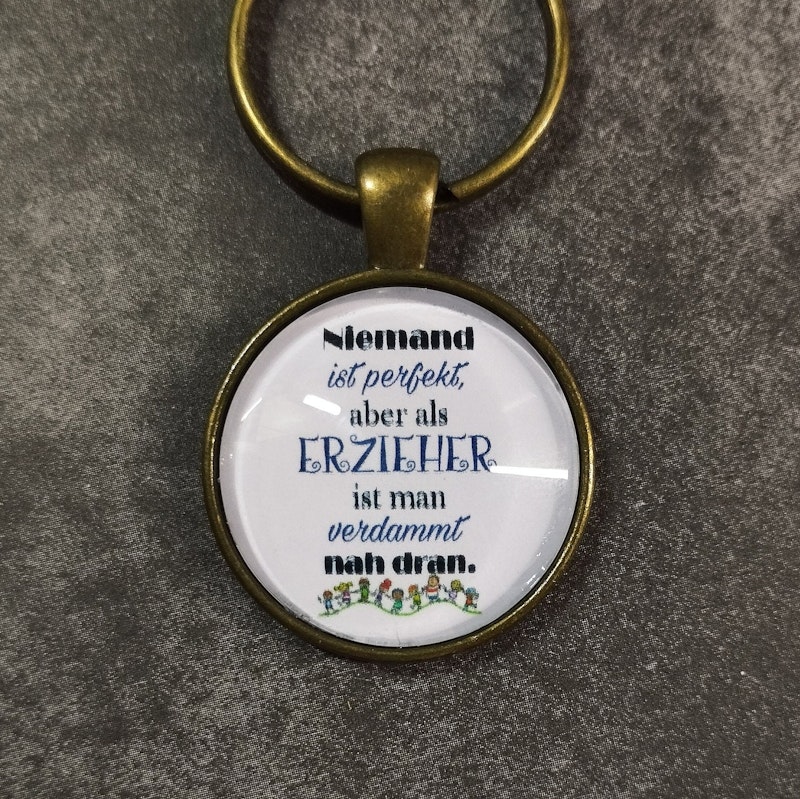 Niemand
ist perfekt,
aber als
ERZIEHER
ist man
verdammt
nah dran.